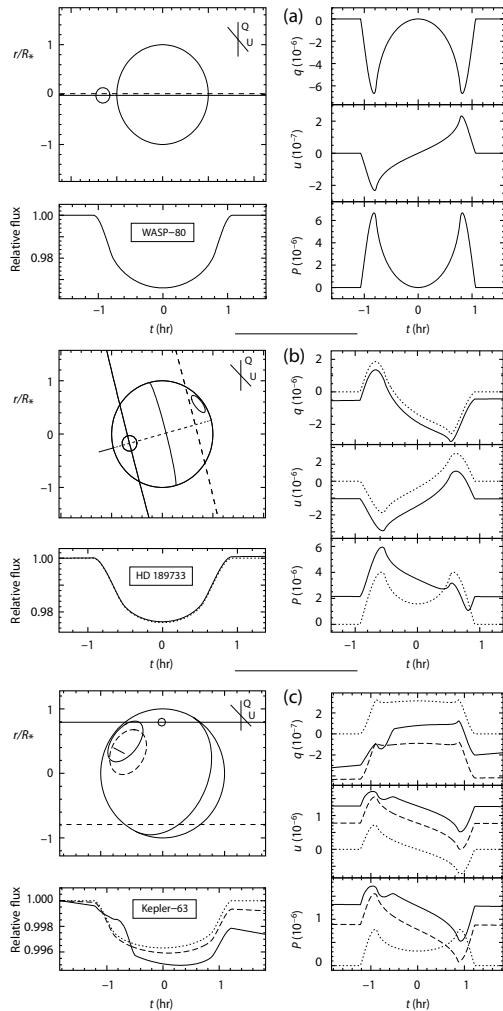 (a)
Q
U
r/R*
1
0
−1
Relative flux
1.00
0.98
WASP−80
−1 0 1
t (hr)
q (10⁻⁶)
0
−2
−4
−6
u (10⁻⁷)
2
0
−2
P (10⁻⁶)
6
4
2
0
−1 0 1
t (hr)
(b)
Q
U
r/R*
1
0
−1
Relative flux
1.00
0.98
HD 189733
−1 0 1
t (hr)
q (10⁻⁶)
2
0
−2
u (10⁻⁶)
2
0
−2
P (10⁻⁶)
6
4
2
0
−1 0 1
t (hr)
(c)
Q
U
r/R*
1
0
−1
Relative flux
1.000
0.998
0.996
Kepler−63
−1 0 1
t (hr)
q (10⁻⁷)
2
0
−2
u (10⁻⁶)
1
0
P (10⁻⁶)
1
0
−1 0 1
t (hr)